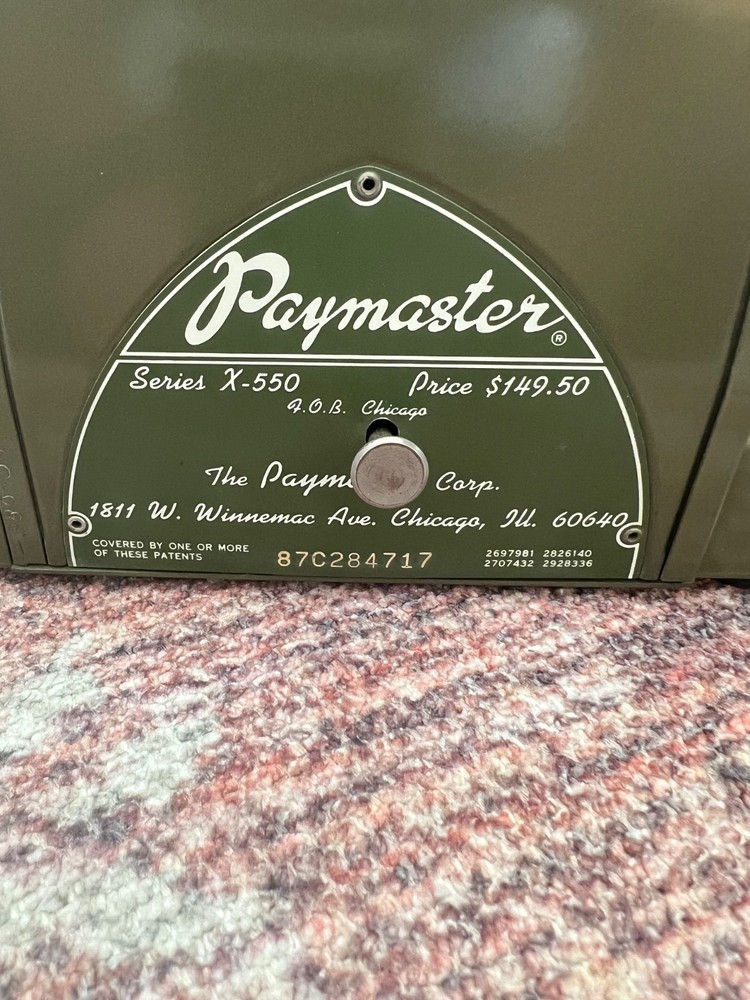 Paymaster®
Series X-550 Price $149.50
F.O.B. Chicago
The Paym Corp.
1811 W. Winnemac Ave. Chicago, Ill. 60640
COVERED BY ONE OR MORE
OF THESE PATENTS
87C284717
2697981 2826140
2707432 2928336